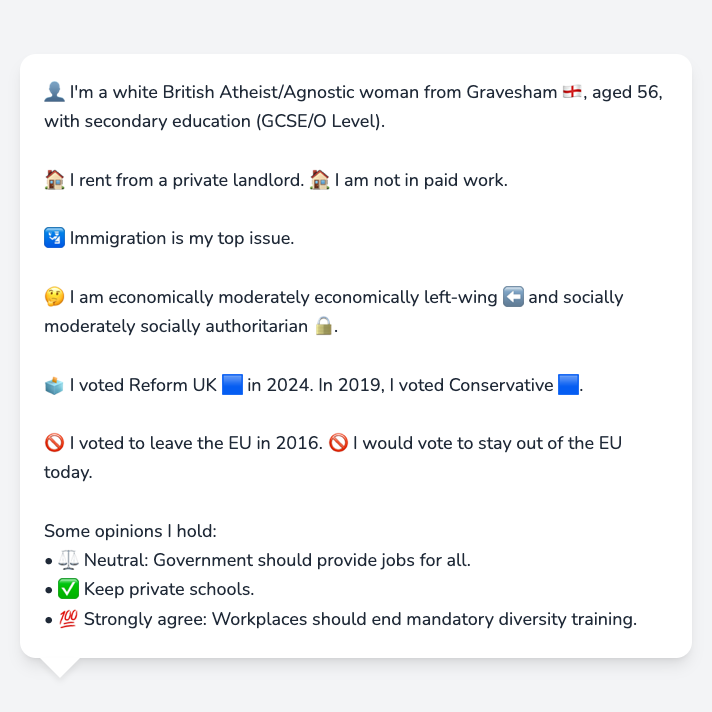 👤 I'm a white British Atheist/Agnostic woman from Gravesham 🏴󠁧󠁢󠁥󠁮󠁧󠁿, aged 56,
with secondary education (GCSE/O Level).
🏠 I rent from a private landlord. 🏠 I am not in paid work.
🛂 Immigration is my top issue.
🤔 I am economically moderately economically left-wing ⬅️ and socially
moderately socially authoritarian 🔒.
🗳️ I voted Reform UK 🟦 in 2024. In 2019, I voted Conservative 🟦.
🚫 I voted to leave the EU in 2016. 🚫 I would vote to stay out of the EU
today.
Some opinions I hold:
• ⚖️ Neutral: Government should provide jobs for all.
• ✅ Keep private schools.
• 💯 Strongly agree: Workplaces should end mandatory diversity training.